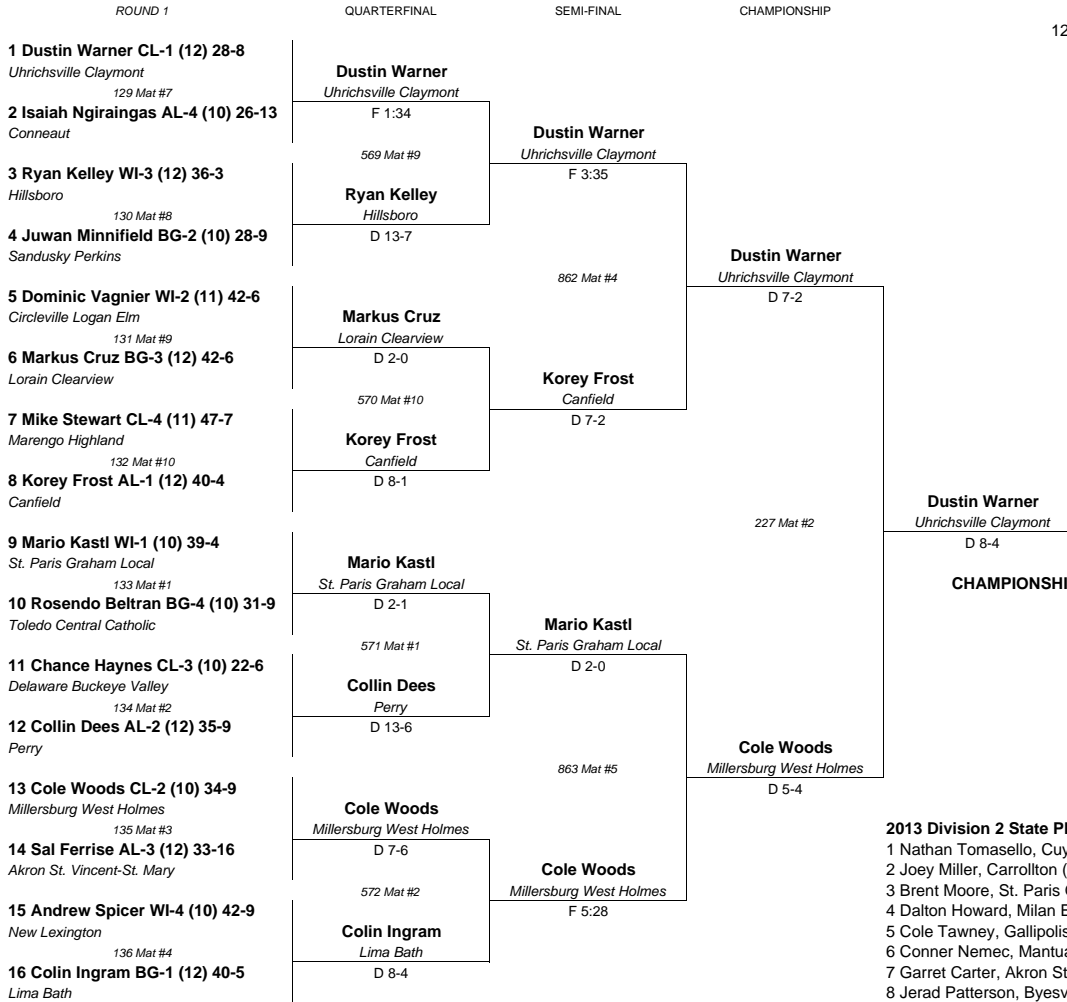 ROUND 1 QUARTERFINAL SEMI-FINAL CHAMPIONSHIP
12
1 Dustin Warner CL-1 (12) 28-8
Uhrichsville Claymont
129 Mat #7
2 Isaiah Ngiraingas AL-4 (10) 26-13
Conneaut
3 Ryan Kelley WI-3 (12) 36-3
Hillsboro
130 Mat #8
4 Juwan Minnifield BG-2 (10) 28-9
Sandusky Perkins
5 Dominic Vagnier WI-2 (11) 42-6
Circleville Logan Elm
131 Mat #9
6 Markus Cruz BG-3 (12) 42-6
Lorain Clearview
7 Mike Stewart CL-4 (11) 47-7
Marengo Highland
132 Mat #10
8 Korey Frost AL-1 (12) 40-4
Canfield
9 Mario Kastl WI-1 (10) 39-4
St. Paris Graham Local
133 Mat #1
10 Rosendo Beltran BG-4 (10) 31-9
Toledo Central Catholic
11 Chance Haynes CL-3 (10) 22-6
Delaware Buckeye Valley
134 Mat #2
12 Collin Dees AL-2 (12) 35-9
Perry
13 Cole Woods CL-2 (10) 34-9
Millersburg West Holmes
135 Mat #3
14 Sal Ferrise AL-3 (12) 33-16
Akron St. Vincent-St. Mary
15 Andrew Spicer WI-4 (10) 42-9
New Lexington
136 Mat #4
16 Colin Ingram BG-1 (12) 40-5
Lima Bath
Dustin Warner
Uhrichsville Claymont
F 1:34
569 Mat #9
Ryan Kelley
Hillsboro
D 13-7
Markus Cruz
Lorain Clearview
D 2-0
570 Mat #10
Korey Frost
Canfield
D 8-1
Mario Kastl
St. Paris Graham Local
D 2-1
571 Mat #1
Collin Dees
Perry
D 13-6
Cole Woods
Millersburg West Holmes
D 7-6
572 Mat #2
Colin Ingram
Lima Bath
D 8-4
Dustin Warner
Uhrichsville Claymont
F 3:35
862 Mat #4
Korey Frost
Canfield
D 7-2
Mario Kastl
St. Paris Graham Local
D 2-0
863 Mat #5
Cole Woods
Millersburg West Holmes
F 5:28
Dustin Warner
Uhrichsville Claymont
D 7-2
227 Mat #2
Cole Woods
Millersburg West Holmes
D 5-4
Dustin Warner
Uhrichsville Claymont
D 8-4
CHAMPIONSHI
2013 Division 2 State Pl
1 Nathan Tomasello, Cuy
2 Joey Miller, Carrollton (
3 Brent Moore, St. Paris
4 Dalton Howard, Milan E
5 Cole Tawney, Gallipolis
6 Conner Nemec, Mantua
7 Garret Carter, Akron St
8 Jerad Patterson, Byesv